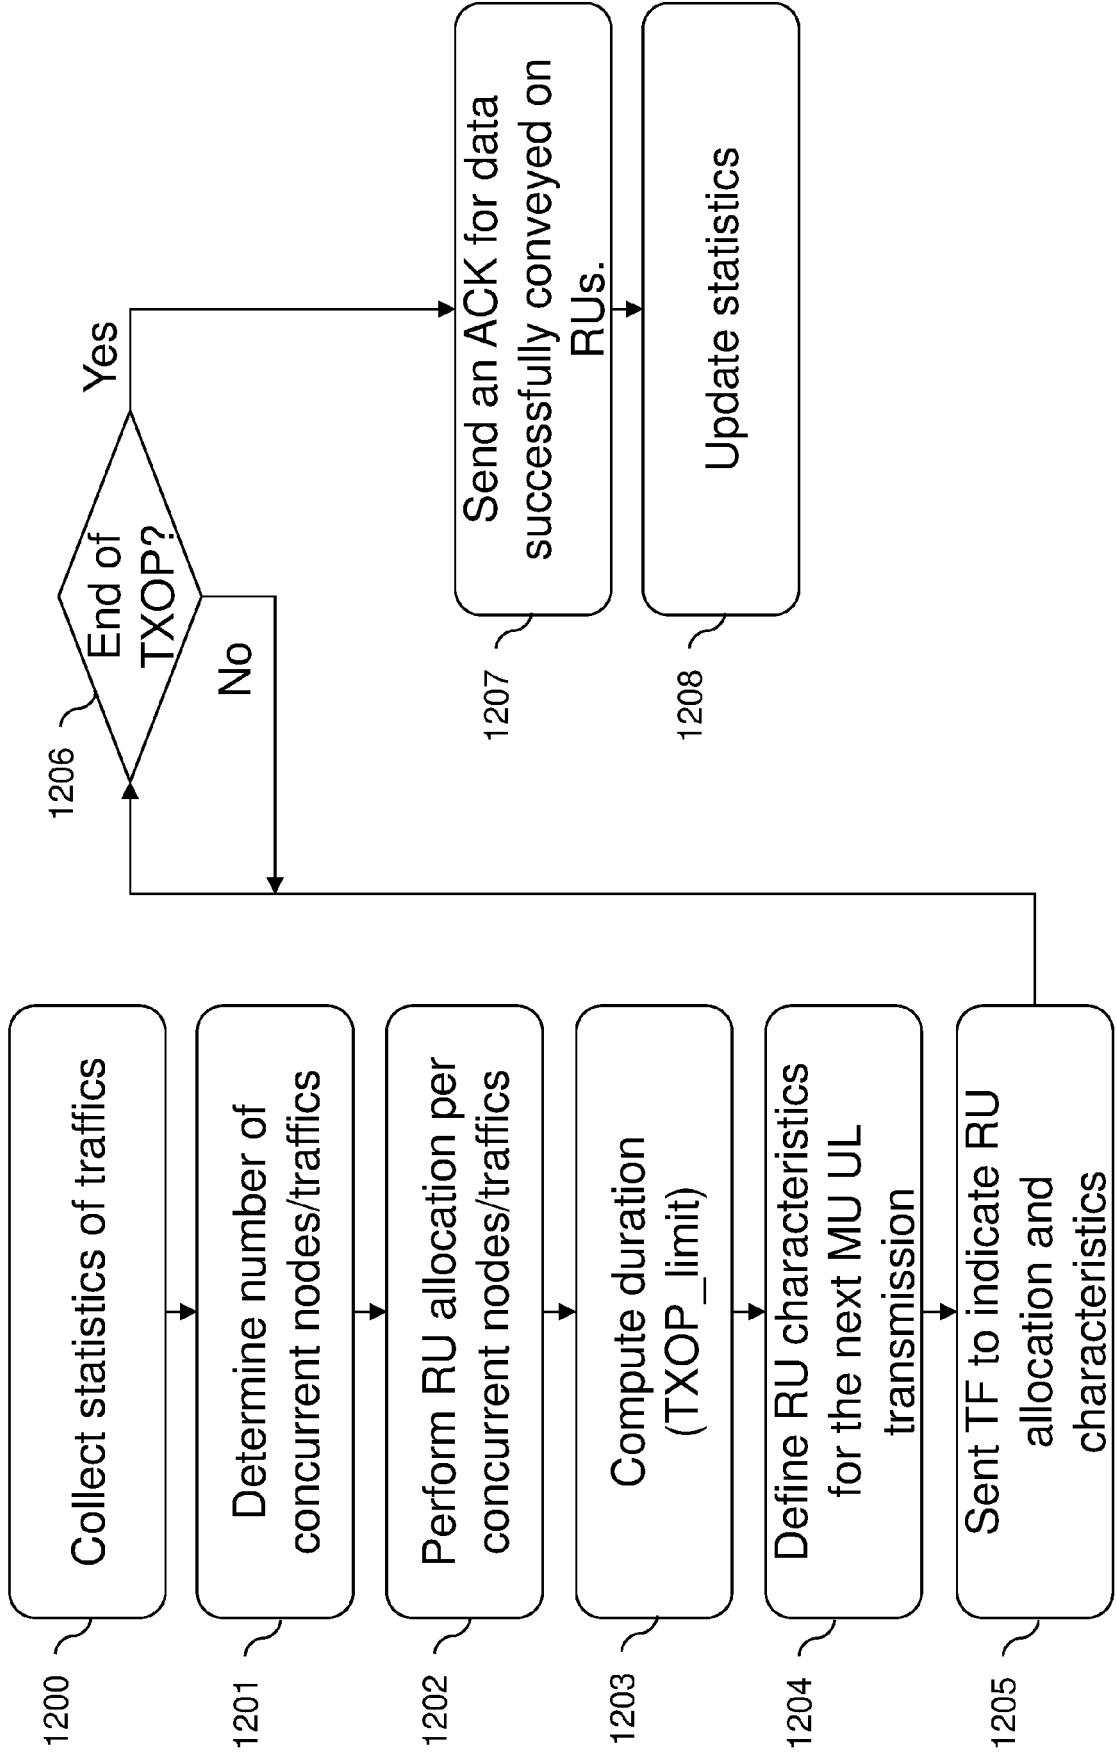 1200
Collect statistics of traffics
1201
Determine number of
concurrent nodes/traffics
1202
Perform RU allocation per
concurrent nodes/traffics
1203
Compute duration
(TXOP_limit)
1204
Define RU characteristics
for the next MU UL
transmission
1205
Sent TF to indicate RU
allocation and
characteristics
1206
End of
TXOP?
Yes
No
1207
Send an ACK for data
successfully conveyed on
RUs.
1208
Update statistics